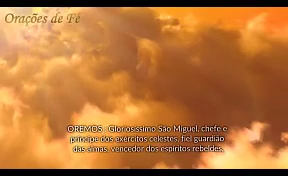 Orações de Fé
OREMOS - Gloriosíssimo São Miguel, chefe e
príncipe dos exércitos celestes, fiel guardião
das almas, vencedor dos espíritos rebeldes,